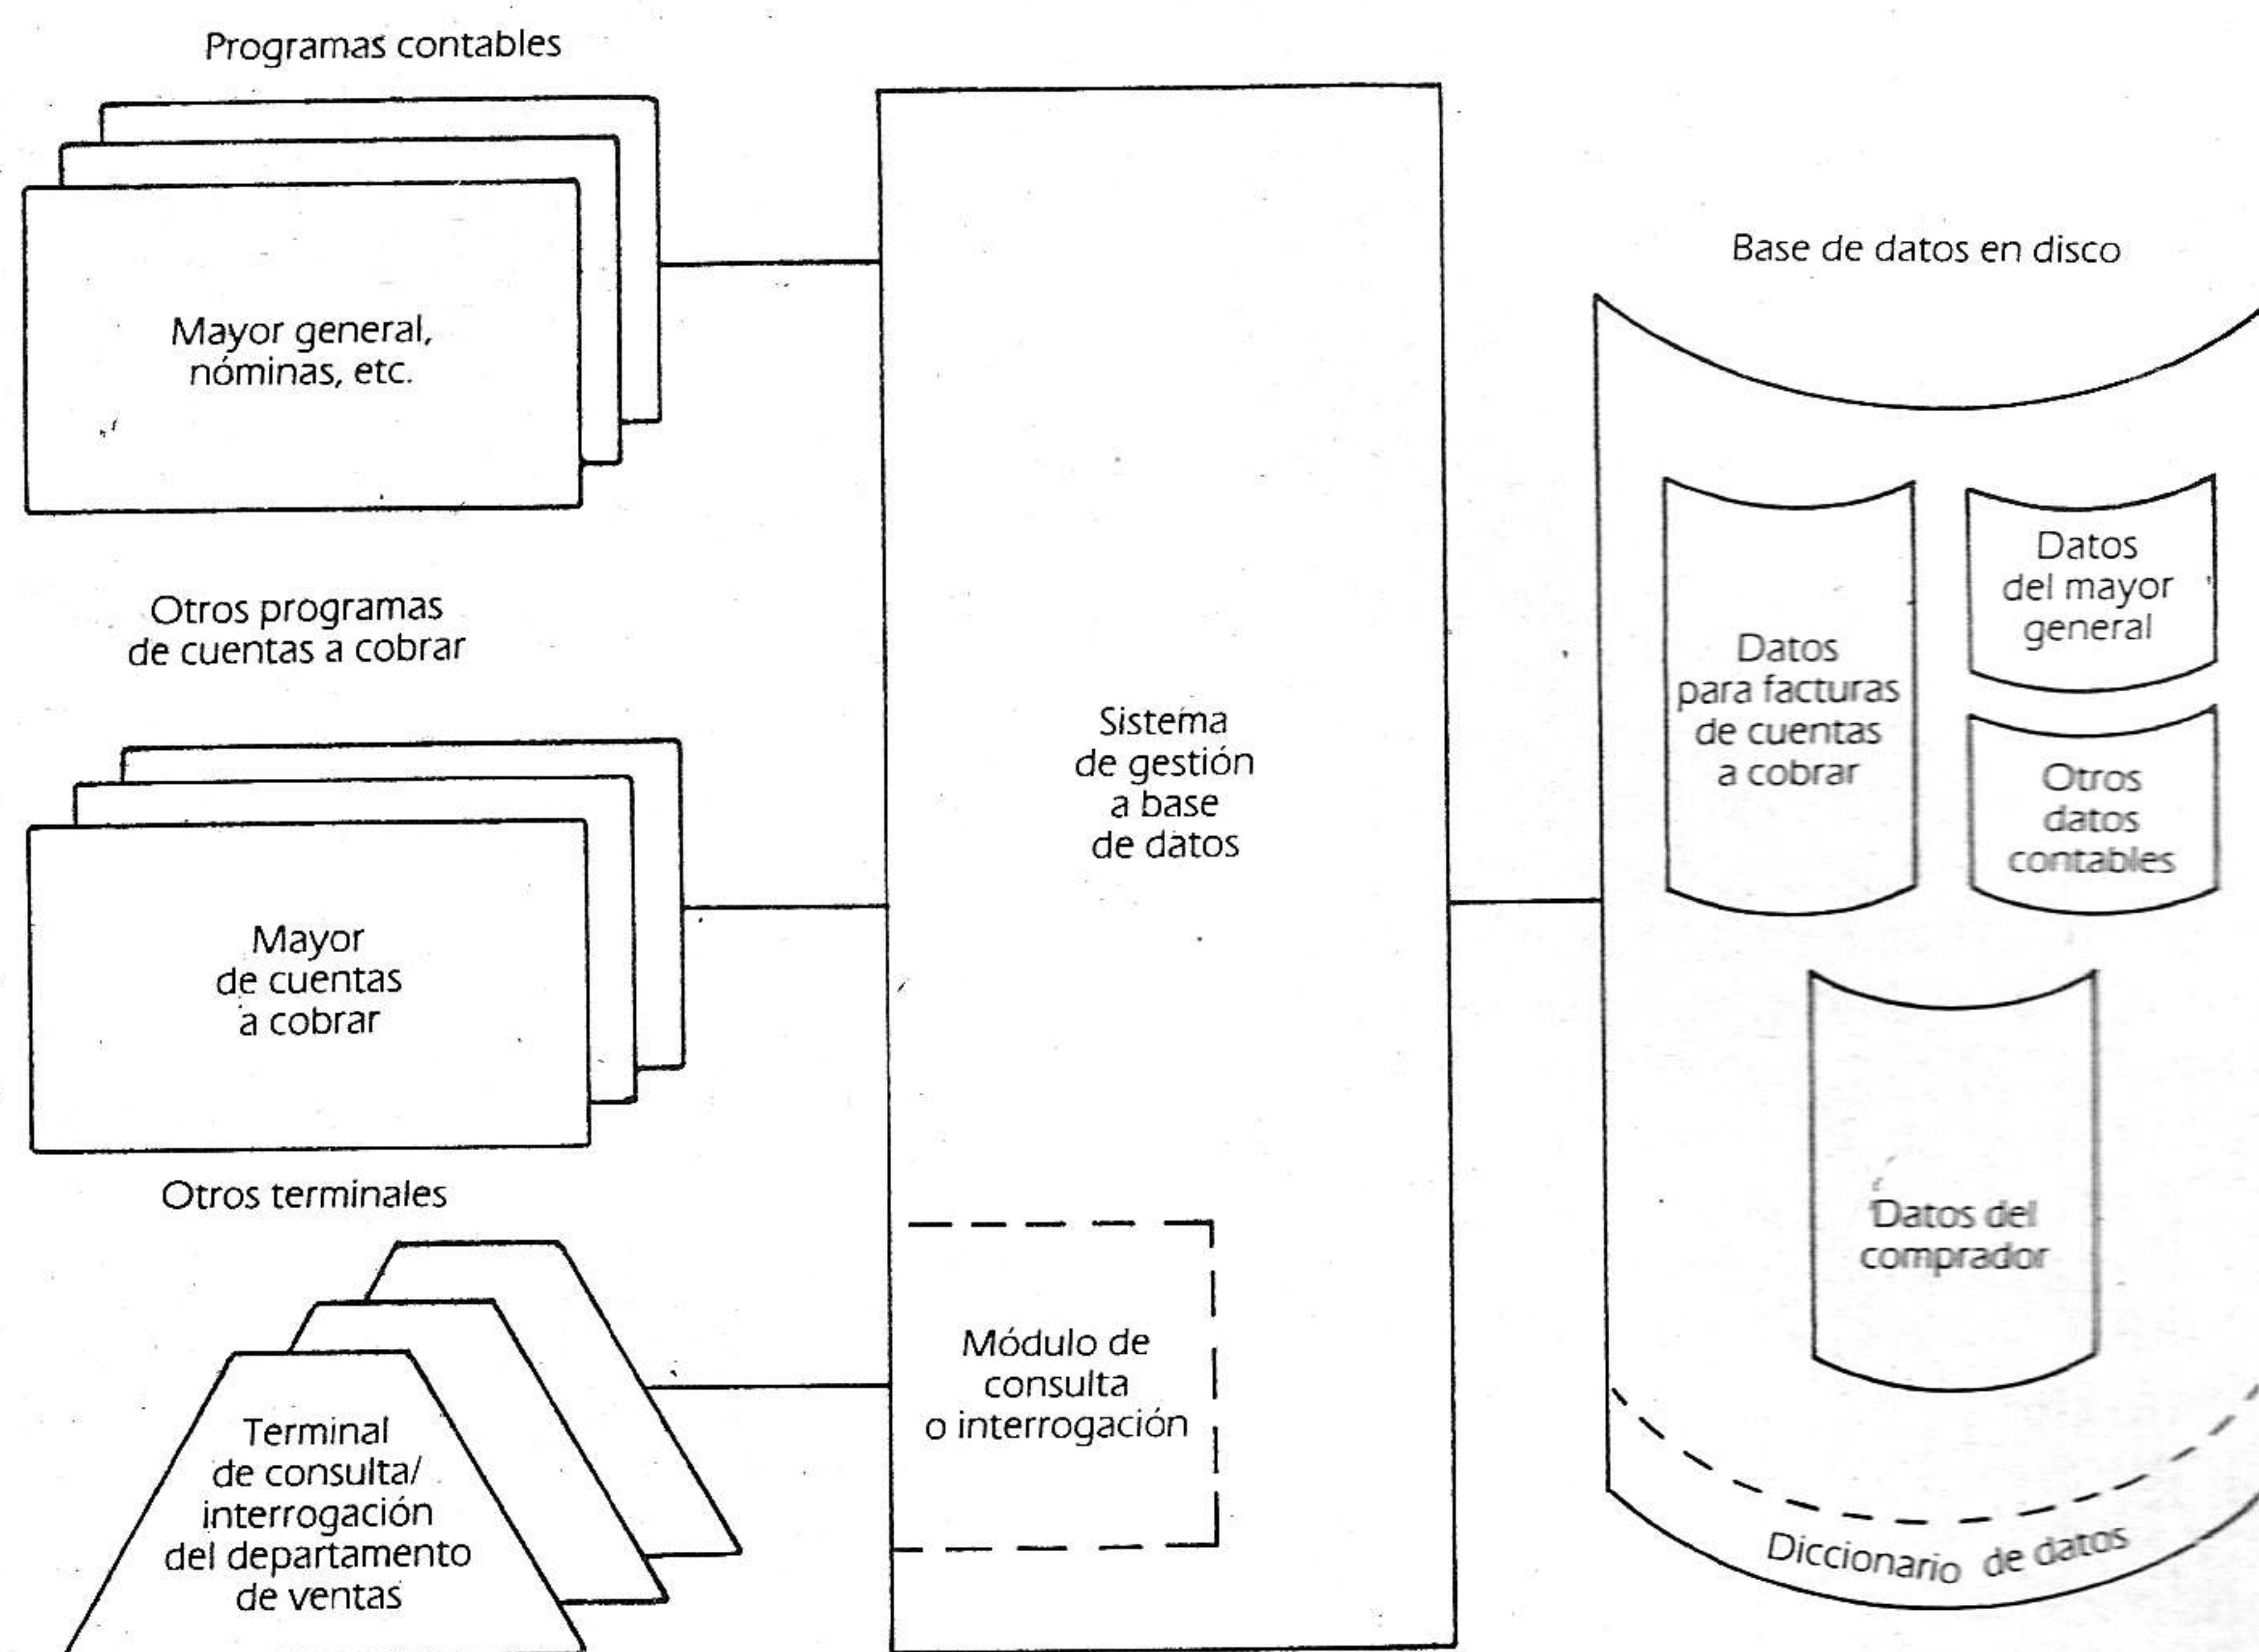 Programas contables
Mayor general,
nóminas, etc.
Otros programas
de cuentas a cobrar
Mayor
de cuentas
a cobrar
Otros terminales
Terminal
de consulta/
interrogación
del departamento
de ventas
Sistema
de gestión
a base
de datos
Módulo de
consulta
o interrogación
Base de datos en disco
Datos
para facturas
de cuentas
a cobrar
Datos
del mayor
general
Otros
datos
contables
Datos del
comprador
Diccionario de datos